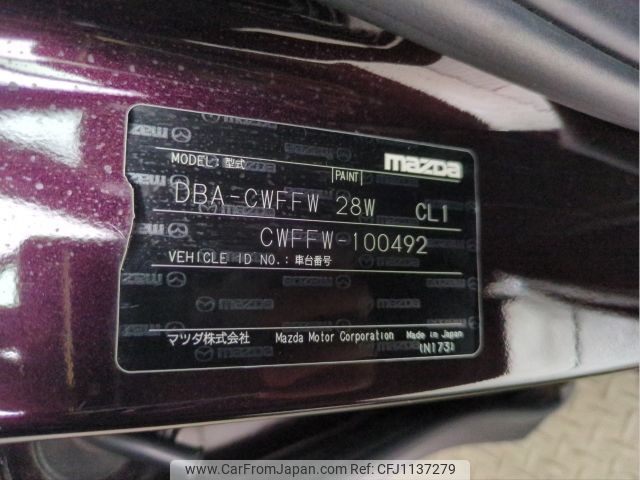 mazda
MODEL:型式 PAINT
DBA-CWFFW 28W CL1
CWFFW-100492
VEHICLE ID NO.:車台番号
マツダ株式会社 Mazda Motor Corporation Made in Japan
(N173)
www.CarFromJapan.com Ref#: CFJ1137279